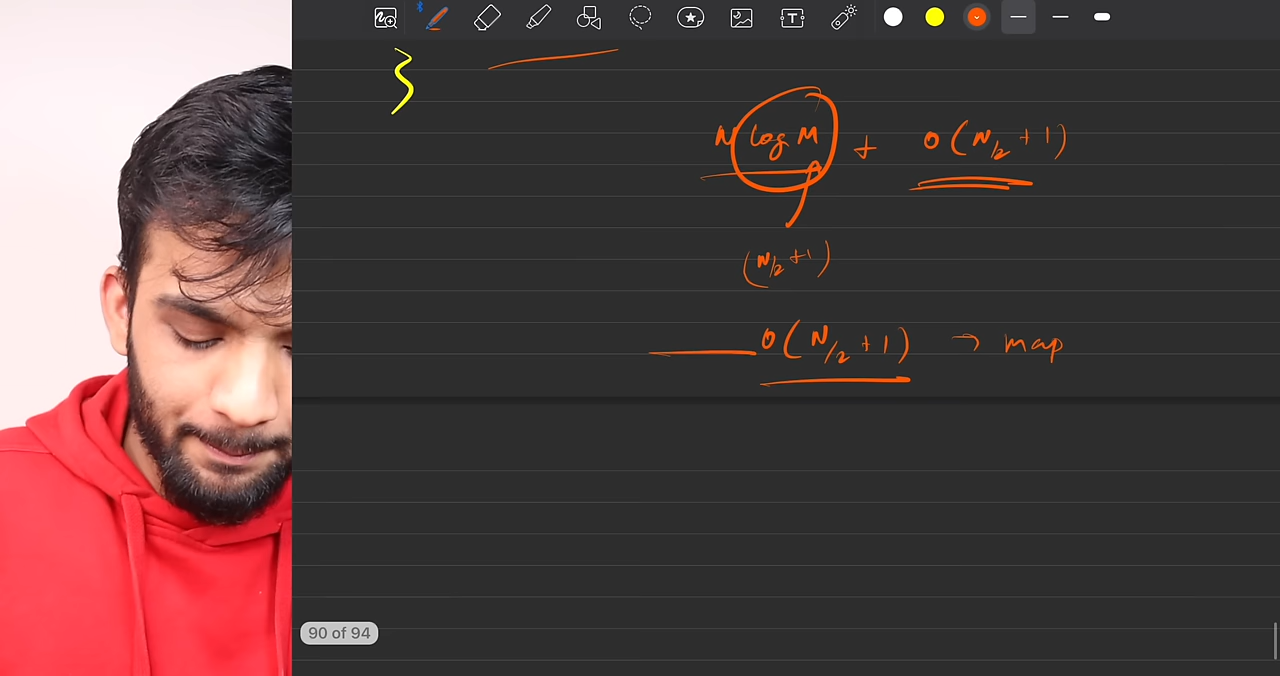 N log M + O(N/2 + 1)
(N/2 + 1)
O(N/2 + 1) → map
90 of 94